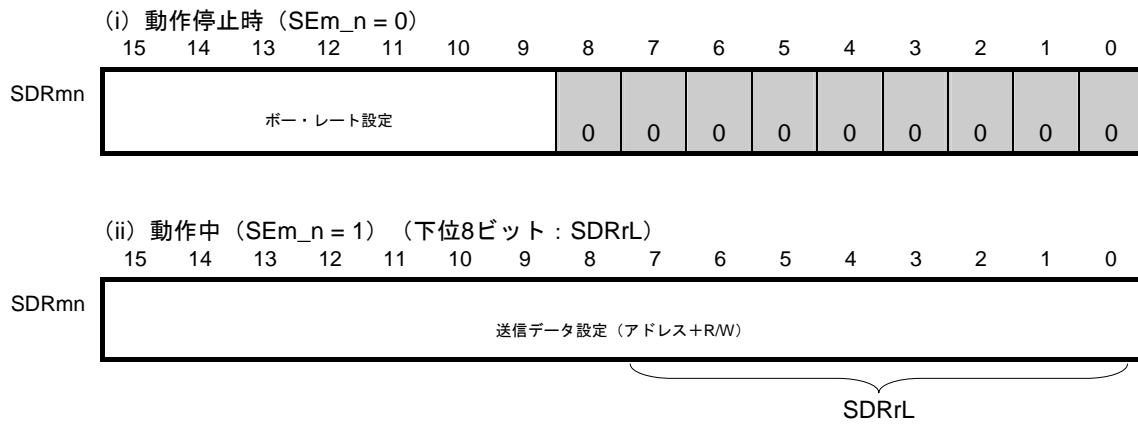 (i) 動作停止時（SEm_n = 0）
15 14 13 12 11 10 9 8 7 6 5 4 3 2 1 0
SDRmn
ボー・レート設定
0 0 0 0 0 0 0 0 0
(ii) 動作中（SEm_n = 1）（下位8ビット：SDRrL）
15 14 13 12 11 10 9 8 7 6 5 4 3 2 1 0
SDRmn
送信データ設定（アドレス＋R/W）
SDRrL